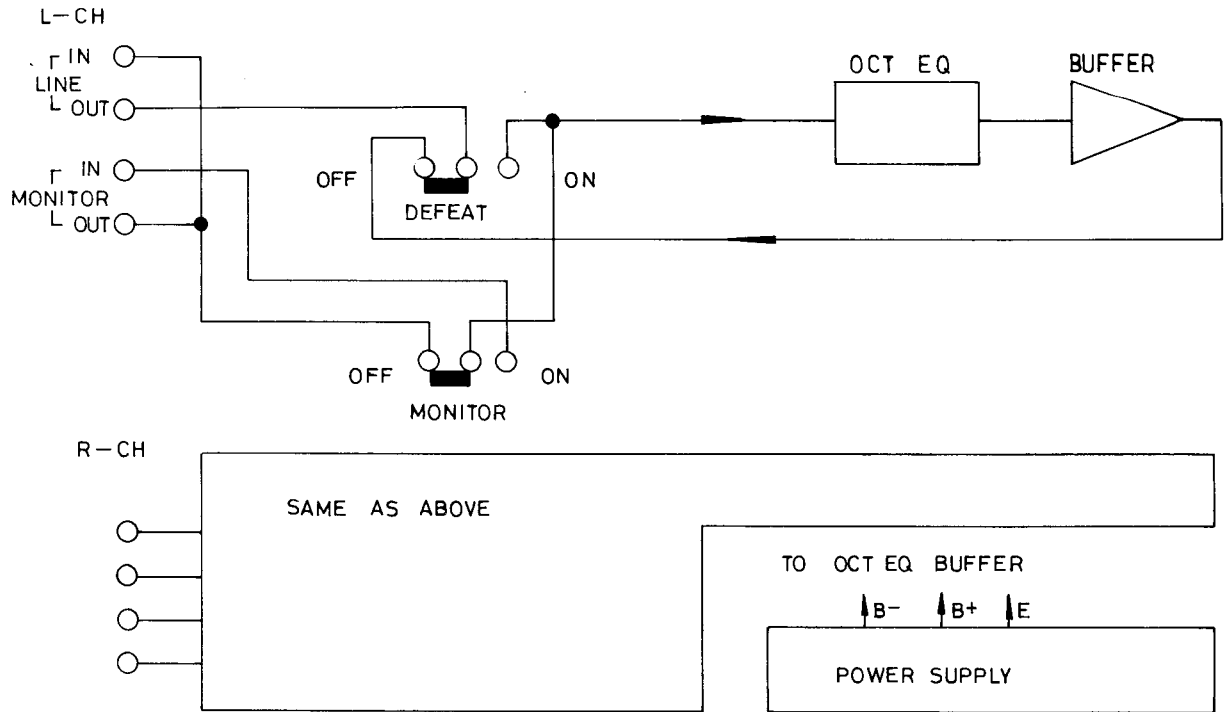 L-CH
IN
LINE
OUT
IN
MONITOR
OUT
OFF
ON
DEFEAT
OCT EQ
BUFFER
OFF
ON
MONITOR
R-CH
SAME AS ABOVE
TO OCT EQ BUFFER
B-
B+
E
POWER SUPPLY